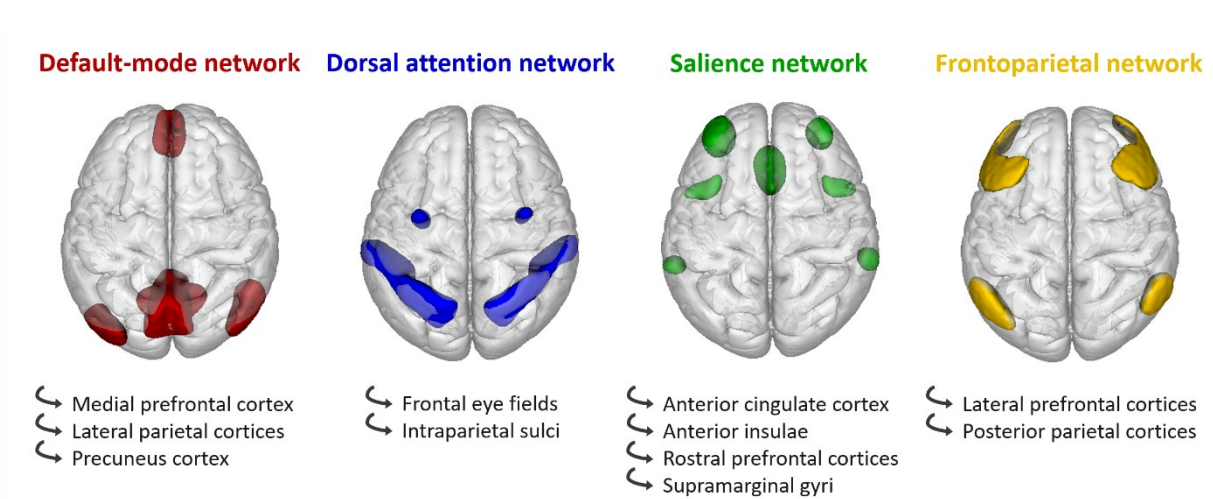 Default-mode network
Dorsal attention network
Salience network
Frontoparietal network
Medial prefrontal cortex
Lateral parietal cortices
Precuneus cortex
Frontal eye fields
Intraparietal sulci
Anterior cingulate cortex
Anterior insulae
Rostral prefrontal cortices
Supramarginal gyri
Lateral prefrontal cortices
Posterior parietal cortices